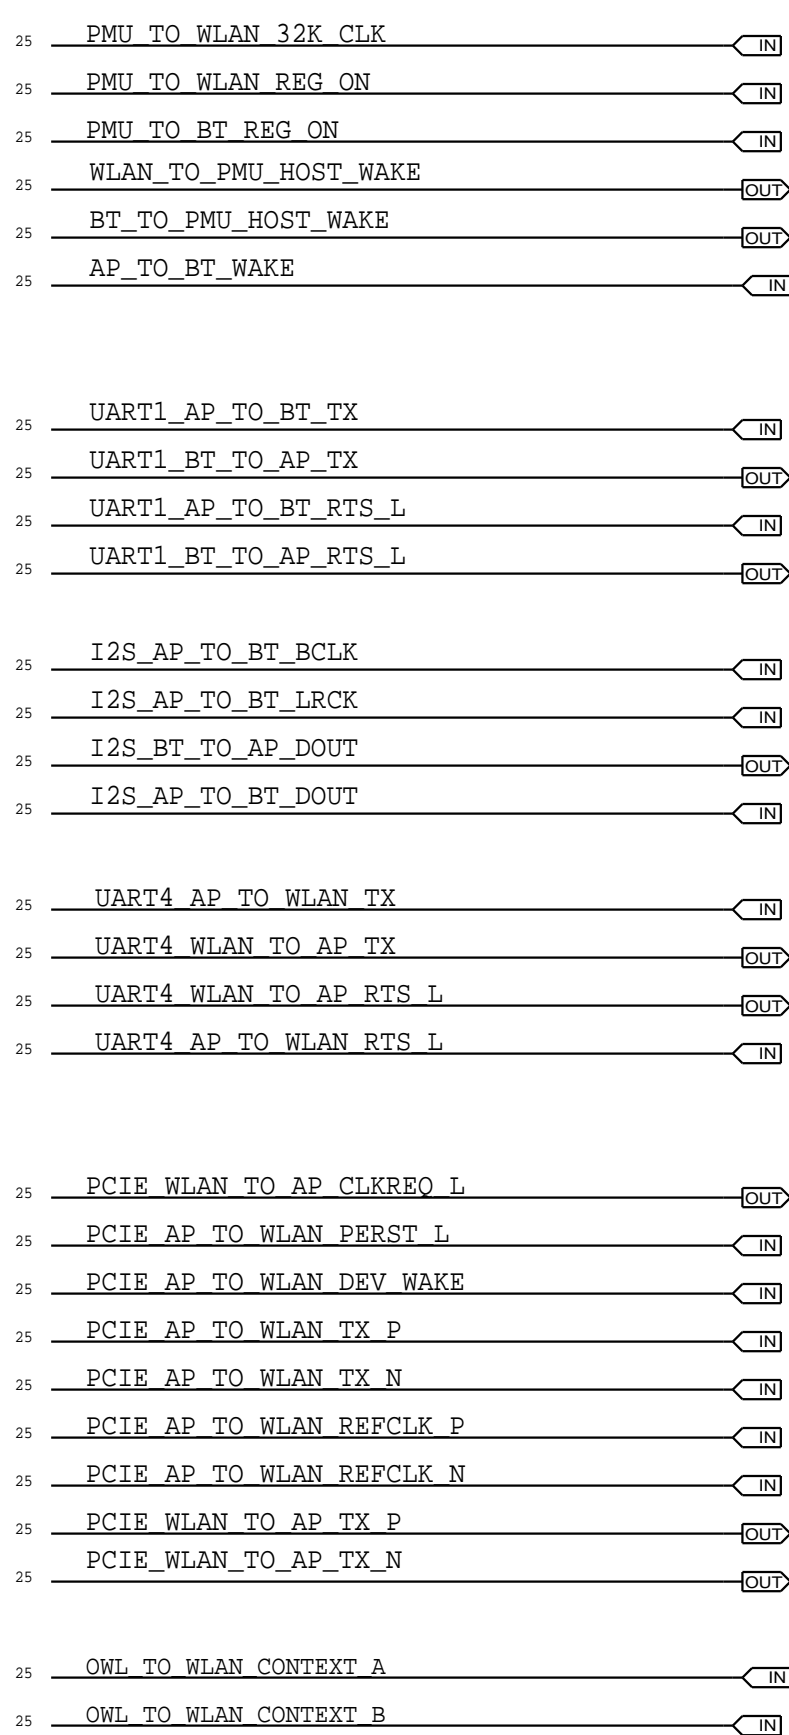 25 PMU_TO_WLAN_32K_CLK IN
25 PMU_TO_WLAN_REG_ON IN
25 PMU_TO_BT_REG_ON IN
25 WLAN_TO_PMU_HOST_WAKE OUT
25 BT_TO_PMU_HOST_WAKE OUT
25 AP_TO_BT_WAKE IN
25 UART1_AP_TO_BT_TX IN
25 UART1_BT_TO_AP_TX OUT
25 UART1_AP_TO_BT_RTS_L IN
25 UART1_BT_TO_AP_RTS_L OUT
25 I2S_AP_TO_BT_BCLK IN
25 I2S_AP_TO_BT_LRCK IN
25 I2S_BT_TO_AP_DOUT OUT
25 I2S_AP_TO_BT_DOUT IN
25 UART4_AP_TO_WLAN_TX IN
25 UART4_WLAN_TO_AP_TX OUT
25 UART4_WLAN_TO_AP_RTS_L OUT
25 UART4_AP_TO_WLAN_RTS_L IN
25 PCIE_WLAN_TO_AP_CLKREQ_L OUT
25 PCIE_AP_TO_WLAN_PERST_L IN
25 PCIE_AP_TO_WLAN_DEV_WAKE IN
25 PCIE_AP_TO_WLAN_TX_P IN
25 PCIE_AP_TO_WLAN_TX_N IN
25 PCIE_AP_TO_WLAN_REFCLK_P IN
25 PCIE_AP_TO_WLAN_REFCLK_N IN
25 PCIE_WLAN_TO_AP_TX_P OUT
25 PCIE_WLAN_TO_AP_TX_N OUT
25 OWL_TO_WLAN_CONTEXT_A IN
25 OWL_TO_WLAN_CONTEXT_B IN